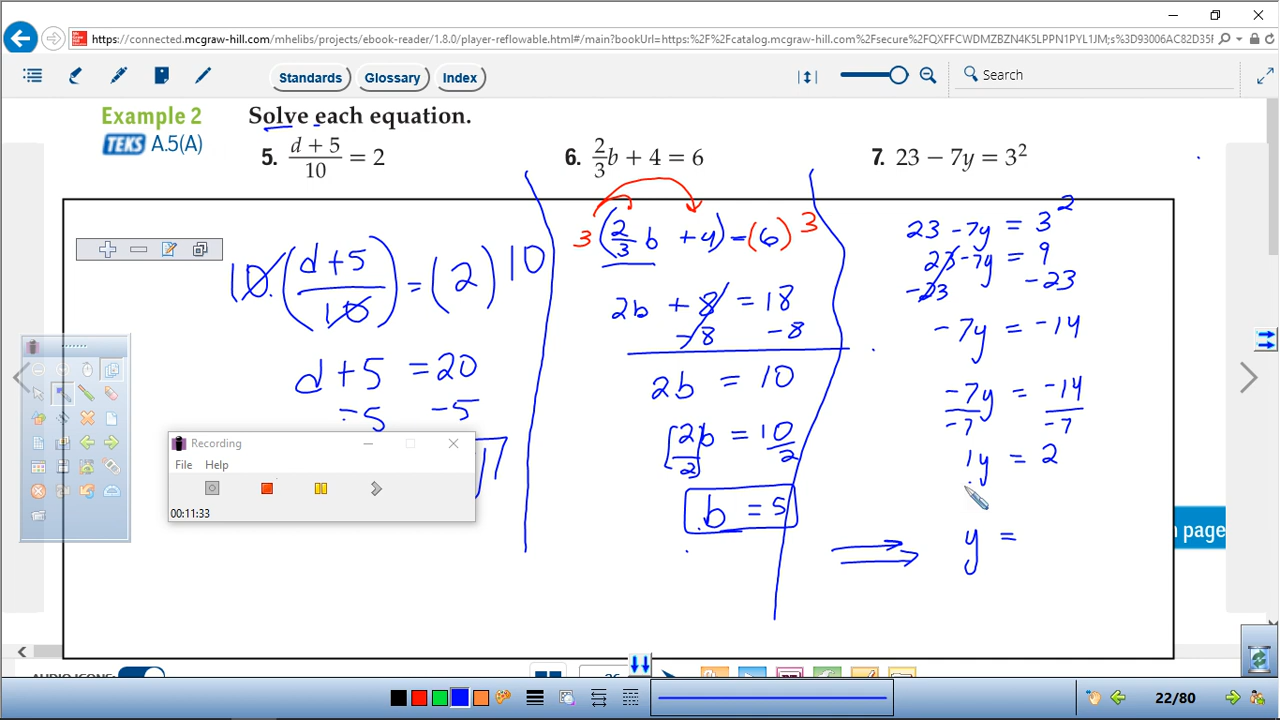 https://connected.mcgraw-hill.com/mhelibs/projects/ebook-reader/1.8.0/player-reflowable.html#/main?bookUrl=https:%2F%2Fcatalog.mcgraw-hill.com%2Fsecure%2FQXFFCWDMZBZN4K5LPPN1PYL1JM;s%3D93006AC82D35F
Standards
Glossary
Index
Search
Example 2 Solve each equation.
TEKS A.5(A)
5. (d + 5)/10 = 2
6. 2/3 b + 4 = 6
7. 23 − 7y = 3²
10·((d+5)/10) = (2)10
d + 5 = 20
-5 -5
3(2/3 b + 4) = (6)3
2b + 8 = 18
-8 -8
2b = 10
2b/2 = 10/2
b = 5
23 - 7y = 3²
23 - 7y = 9
-23 -23
-7y = -14
-7y/-7 = -14/-7
1y = 2
y =
Recording
File Help
00:11:33
n page
22/80